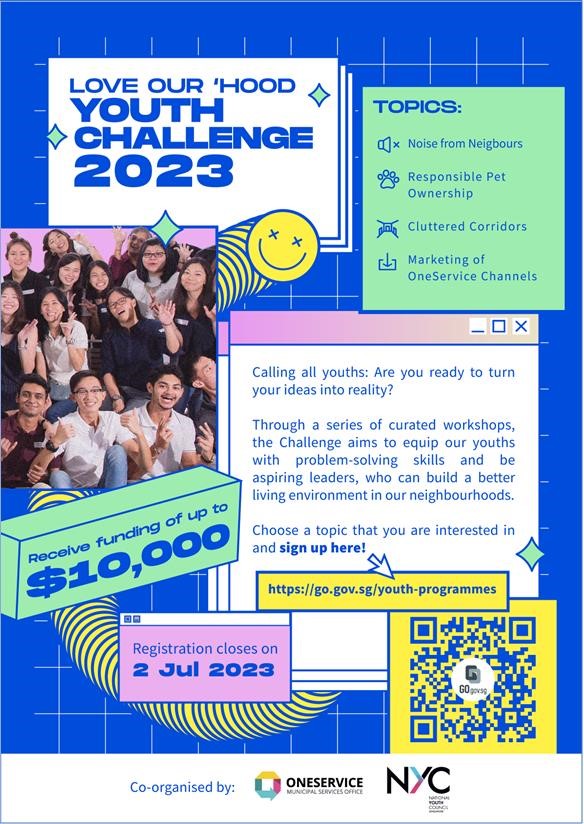 LOVE OUR ‘HOOD
YOUTH
CHALLENGE
2023
TOPICS:
Noise from Neigbours
Responsible Pet
Ownership
Cluttered Corridors
Marketing of
OneService Channels
Calling all youths: Are you ready to turn
your ideas into reality?
Through a series of curated workshops,
the Challenge aims to equip our youths
with problem-solving skills and be
aspiring leaders, who can build a better
living environment in our neighbourhoods.
Choose a topic that you are interested in
and sign up here!
https://go.gov.sg/youth-programmes
Receive funding of up to
$10,000
Registration closes on
2 Jul 2023
GOgov.sg
Co-organised by:
ONESERVICE
MUNICIPAL SERVICES OFFICE
NYC
NATIONAL
YOUTH
COUNCIL
SINGAPORE